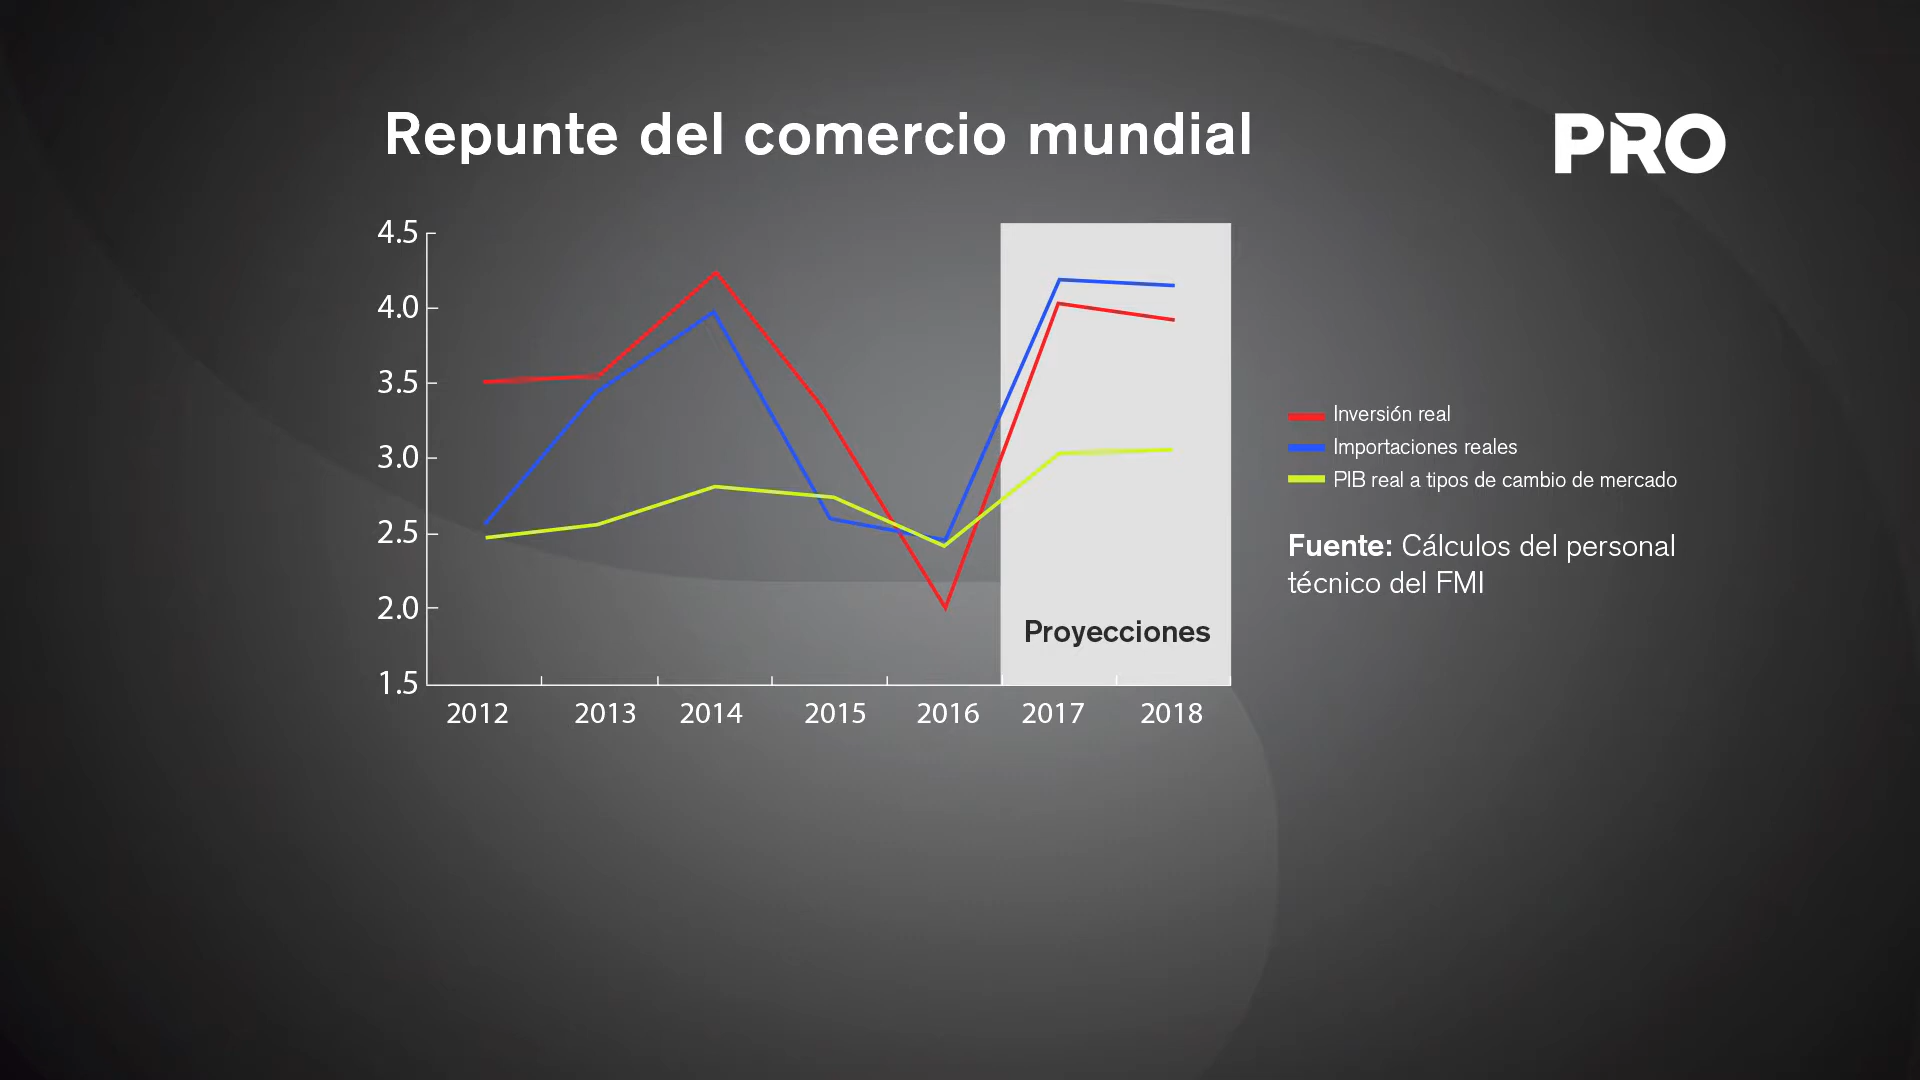 Repunte del comercio mundial
PRO
4.5
4.0
3.5
3.0
2.5
2.0
1.5
Proyecciones
2012 2013 2014 2015 2016 2017 2018
Inversión real
Importaciones reales
PIB real a tipos de cambio de mercado
Fuente: Cálculos del personal
técnico del FMI